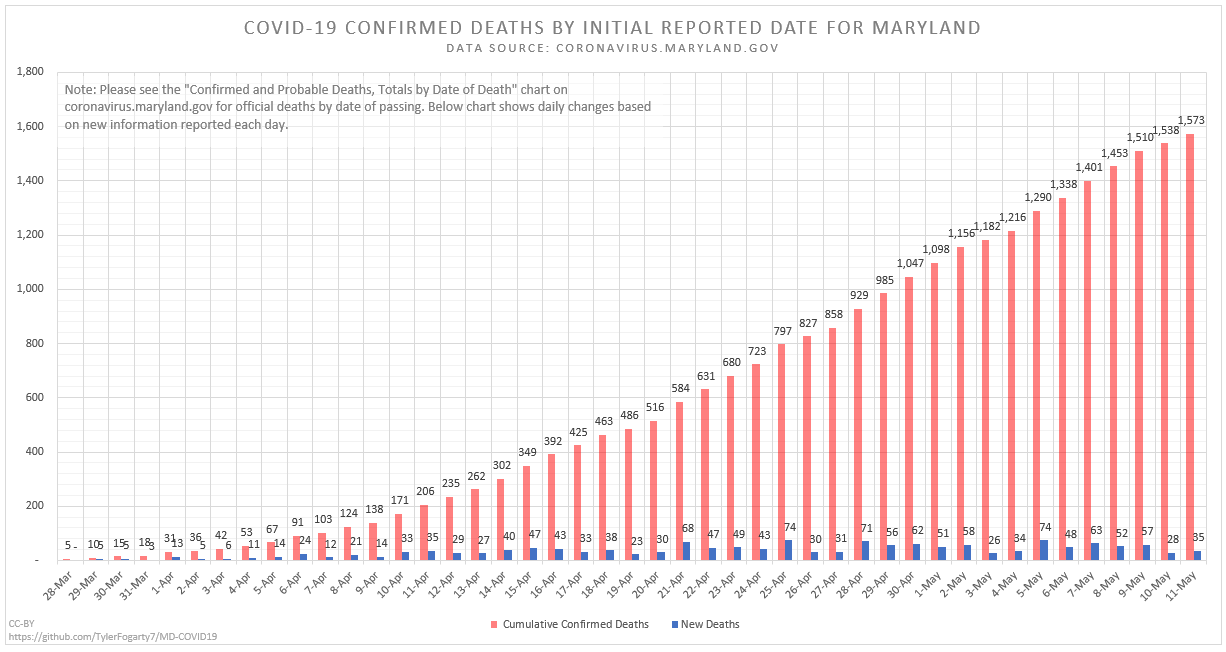 COVID-19 CONFIRMED DEATHS BY INITIAL REPORTED DATE FOR MARYLAND
DATA SOURCE: CORONAVIRUS.MARYLAND.GOV
Note: Please see the "Confirmed and Probable Deaths, Totals by Date of Death" chart on
coronavirus.maryland.gov for official deaths by date of passing. Below chart shows daily changes based
on new information reported each day.
1,800
1,600
1,400
1,200
1,000
800
600
400
200
-
5 10 15 18 31 36 42 53 67 91 103 124 138 171 206 235 262 302 349 392 425 463 486 516 584 631 680 723 797 827 858 929 985 1,047 1,098 1,156 1,182 1,216 1,290 1,338 1,401 1,453 1,510 1,538 1,573
- 5 5 3 13 5 6 11 14 24 12 21 14 33 35 29 27 40 47 43 33 38 23 30 68 47 49 43 74 30 31 71 56 62 51 58 26 34 74 48 63 52 57 28 35
28-Mar 29-Mar 30-Mar 31-Mar 1-Apr 2-Apr 3-Apr 4-Apr 5-Apr 6-Apr 7-Apr 8-Apr 9-Apr 10-Apr 11-Apr 12-Apr 13-Apr 14-Apr 15-Apr 16-Apr 17-Apr 18-Apr 19-Apr 20-Apr 21-Apr 22-Apr 23-Apr 24-Apr 25-Apr 26-Apr 27-Apr 28-Apr 29-Apr 30-Apr 1-May 2-May 3-May 4-May 5-May 6-May 7-May 8-May 9-May 10-May 11-May
Cumulative Confirmed Deaths New Deaths
CC-BY
https://github.com/TylerFogarty7/MD-COVID19